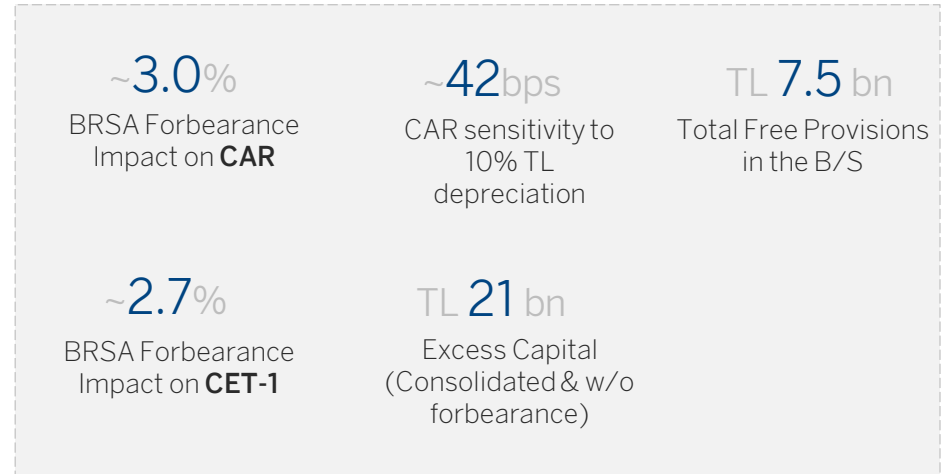 ~3.0%
BRSA Forbearance
Impact on CAR
~42bps
CAR sensitivity to
10% TL
depreciation
TL 7.5 bn
Total Free Provisions
in the B/S
~2.7%
BRSA Forbearance
Impact on CET-1
TL 21 bn
Excess Capital
(Consolidated & w/o
forbearance)